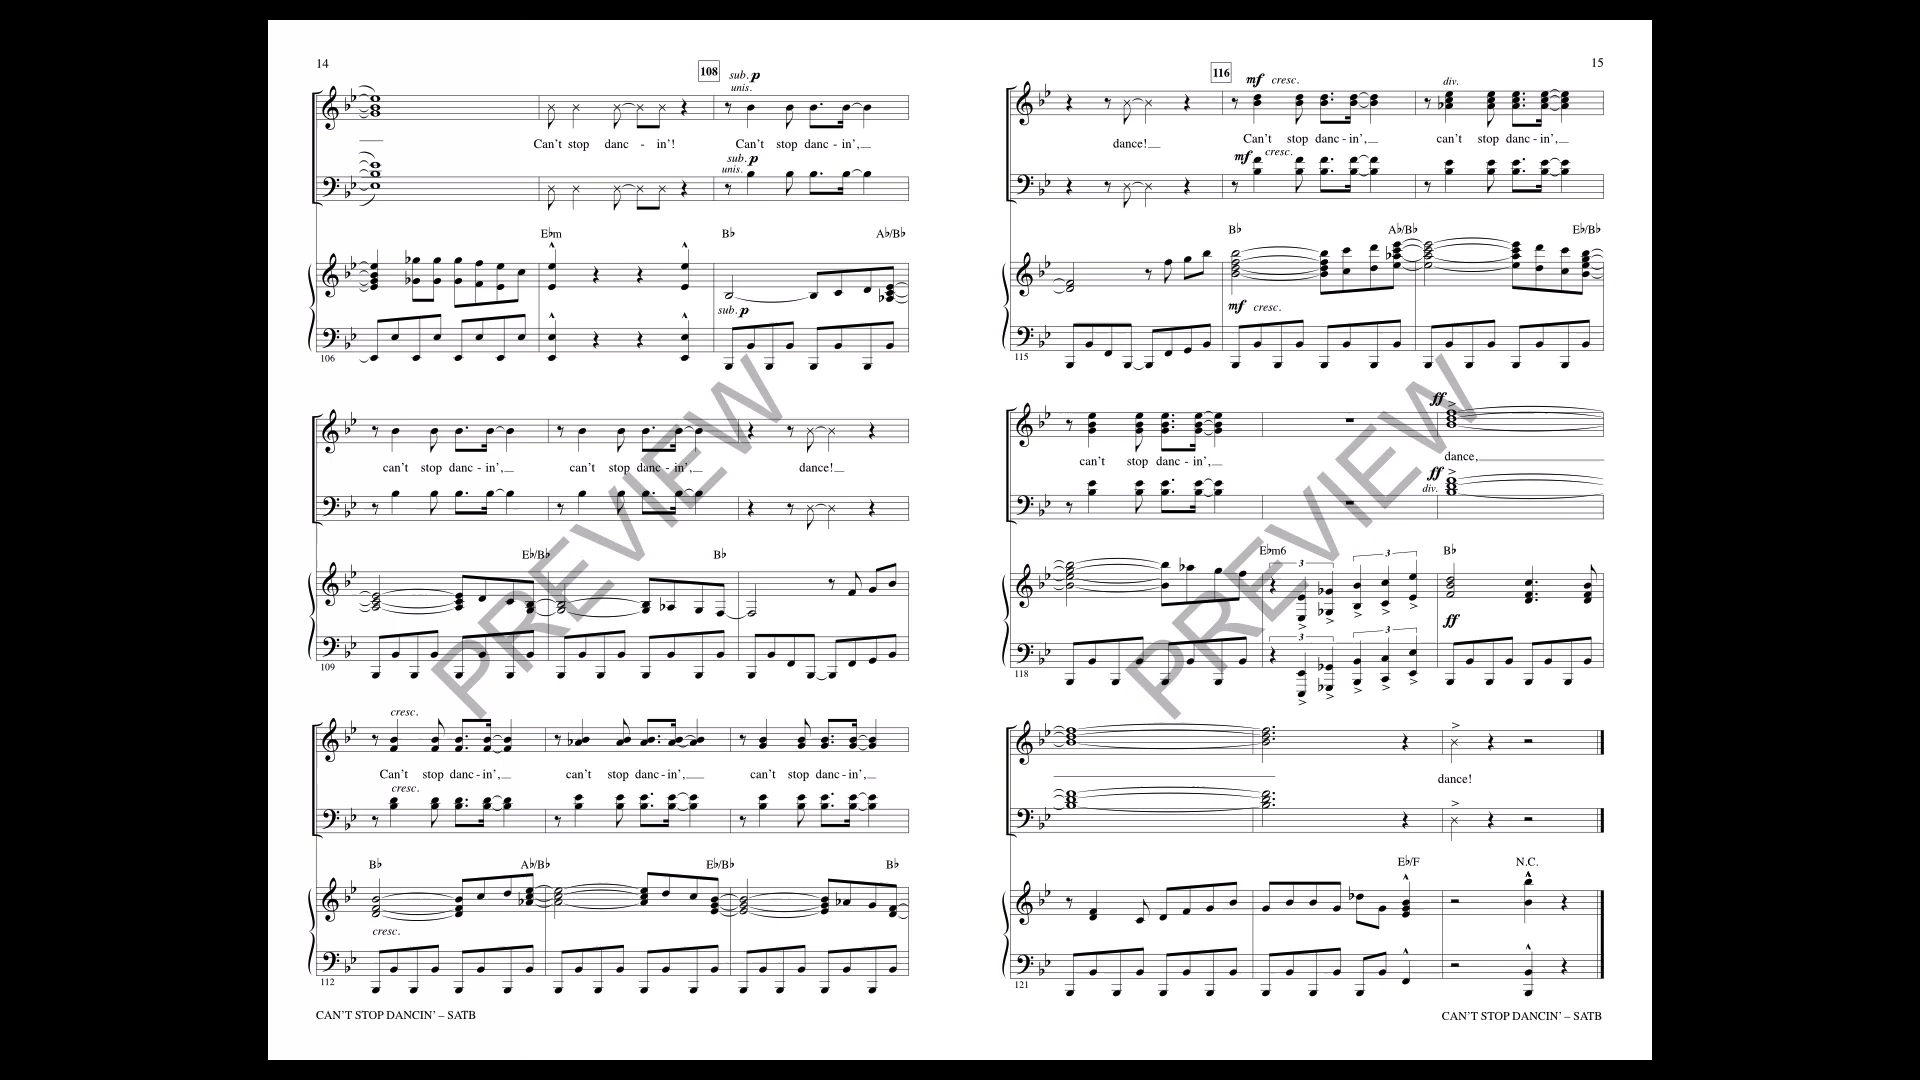 14
108 sub. p
unis.
Can't stop danc - in'! Can't stop danc - in',
sub. p
unis.
E♭m B♭ A♭/B♭
sub. p
106
can't stop danc - in', can't stop danc - in', dance!
E♭/B♭ B♭
109
cresc.
Can't stop danc - in', can't stop danc - in', can't stop danc - in',
cresc.
B♭ A♭/B♭ E♭/B♭ B♭
cresc.
112
CAN'T STOP DANCIN' – SATB
PREVIEW
15
116 mf cresc. div.
dance! Can't stop danc - in', can't stop danc - in',
mf cresc.
B♭ A♭/B♭ E♭/B♭
mf cresc.
115
ff
can't stop danc - in', dance,
ff
div.
E♭m6 3 3 B♭
ff
3 3
118
dance!
E♭/F N.C.
121
CAN'T STOP DANCIN' – SATB
PREVIEW